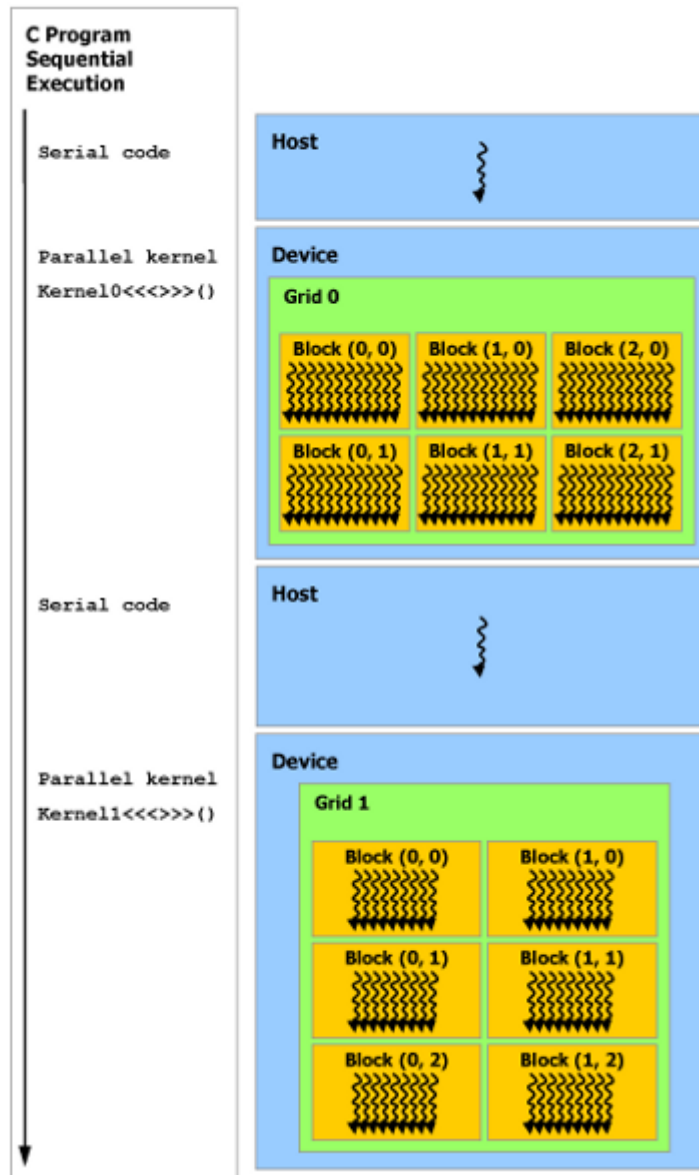 C Program
Sequential
Execution
Serial code
Host
Parallel kernel
Kernel0<<<>>>()
Device
Grid 0
Block (0, 0)
Block (1, 0)
Block (2, 0)
Block (0, 1)
Block (1, 1)
Block (2, 1)
Serial code
Host
Parallel kernel
Kernel1<<<>>>()
Device
Grid 1
Block (0, 0)
Block (1, 0)
Block (0, 1)
Block (1, 1)
Block (0, 2)
Block (1, 2)